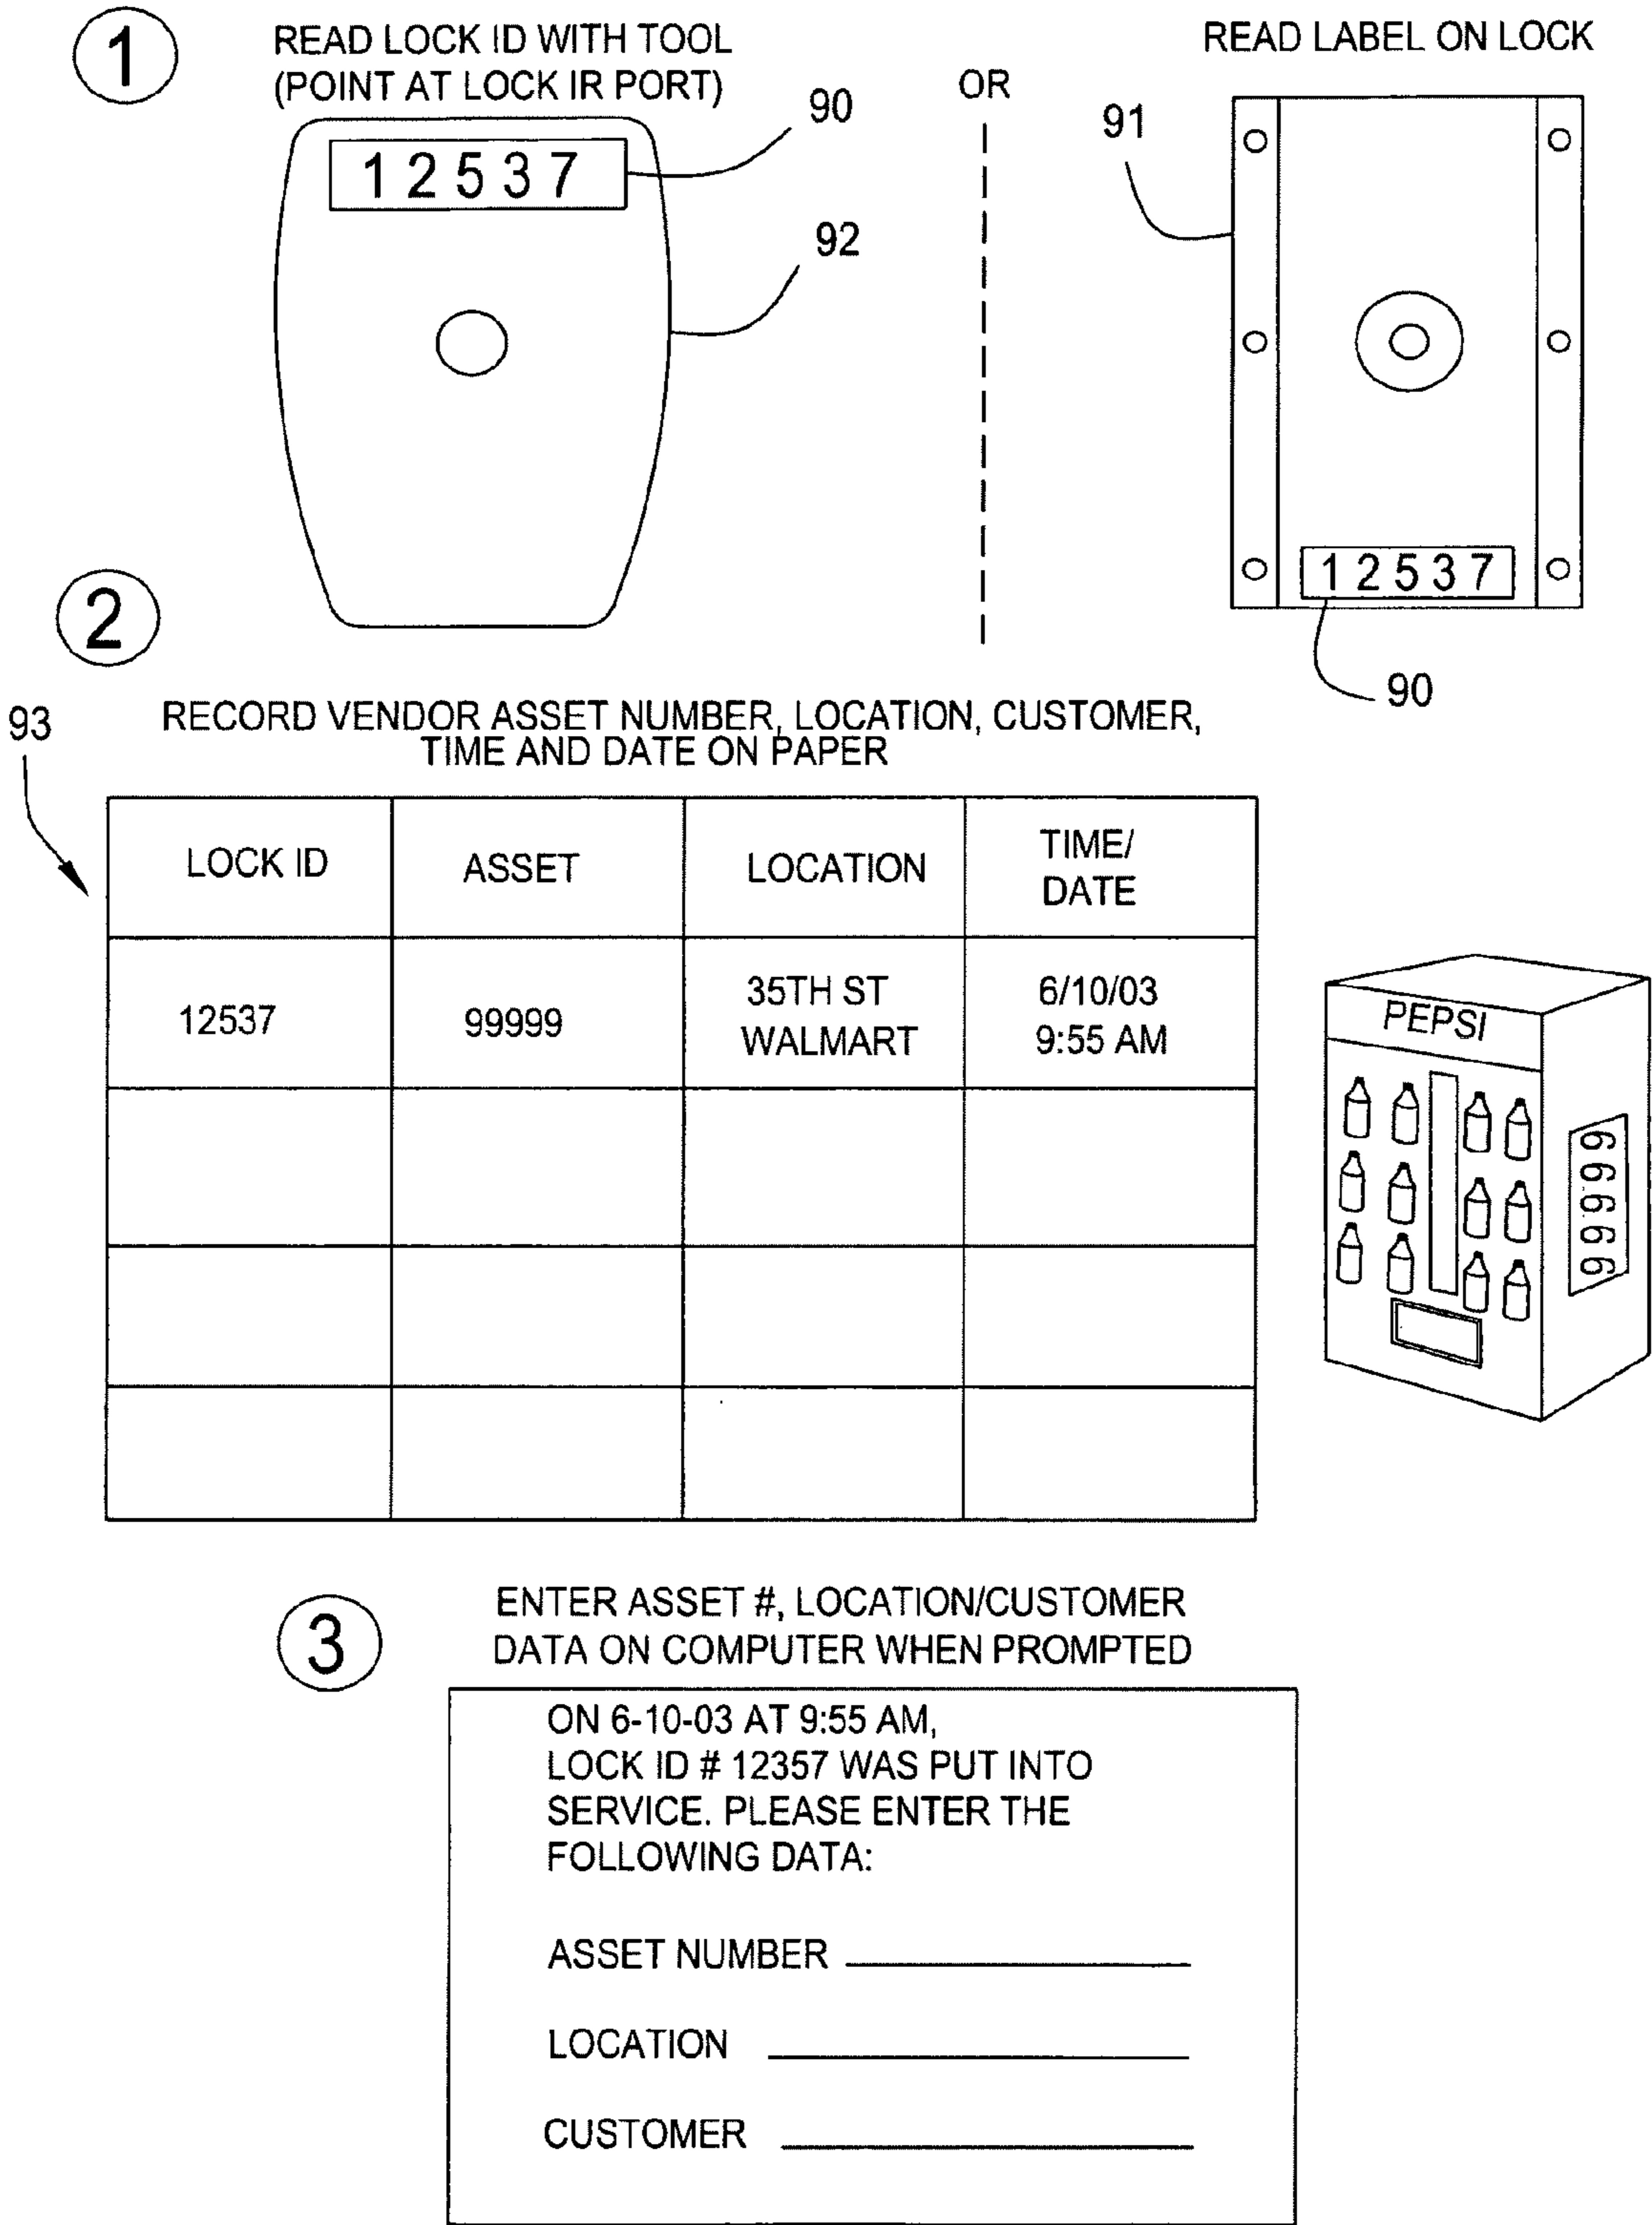 1
READ LOCK ID WITH TOOL
(POINT AT LOCK IR PORT)
90
12537
92
OR
READ LABEL ON LOCK
91
12537
90
2
93
RECORD VENDOR ASSET NUMBER, LOCATION, CUSTOMER,
TIME AND DATE ON PAPER
LOCK ID
ASSET
LOCATION
TIME/
DATE
12537
99999
35TH ST
WALMART
6/10/03
9:55 AM
PEPSI
99999
3
ENTER ASSET #, LOCATION/CUSTOMER
DATA ON COMPUTER WHEN PROMPTED
ON 6-10-03 AT 9:55 AM,
LOCK ID # 12357 WAS PUT INTO
SERVICE. PLEASE ENTER THE
FOLLOWING DATA:
ASSET NUMBER
LOCATION
CUSTOMER